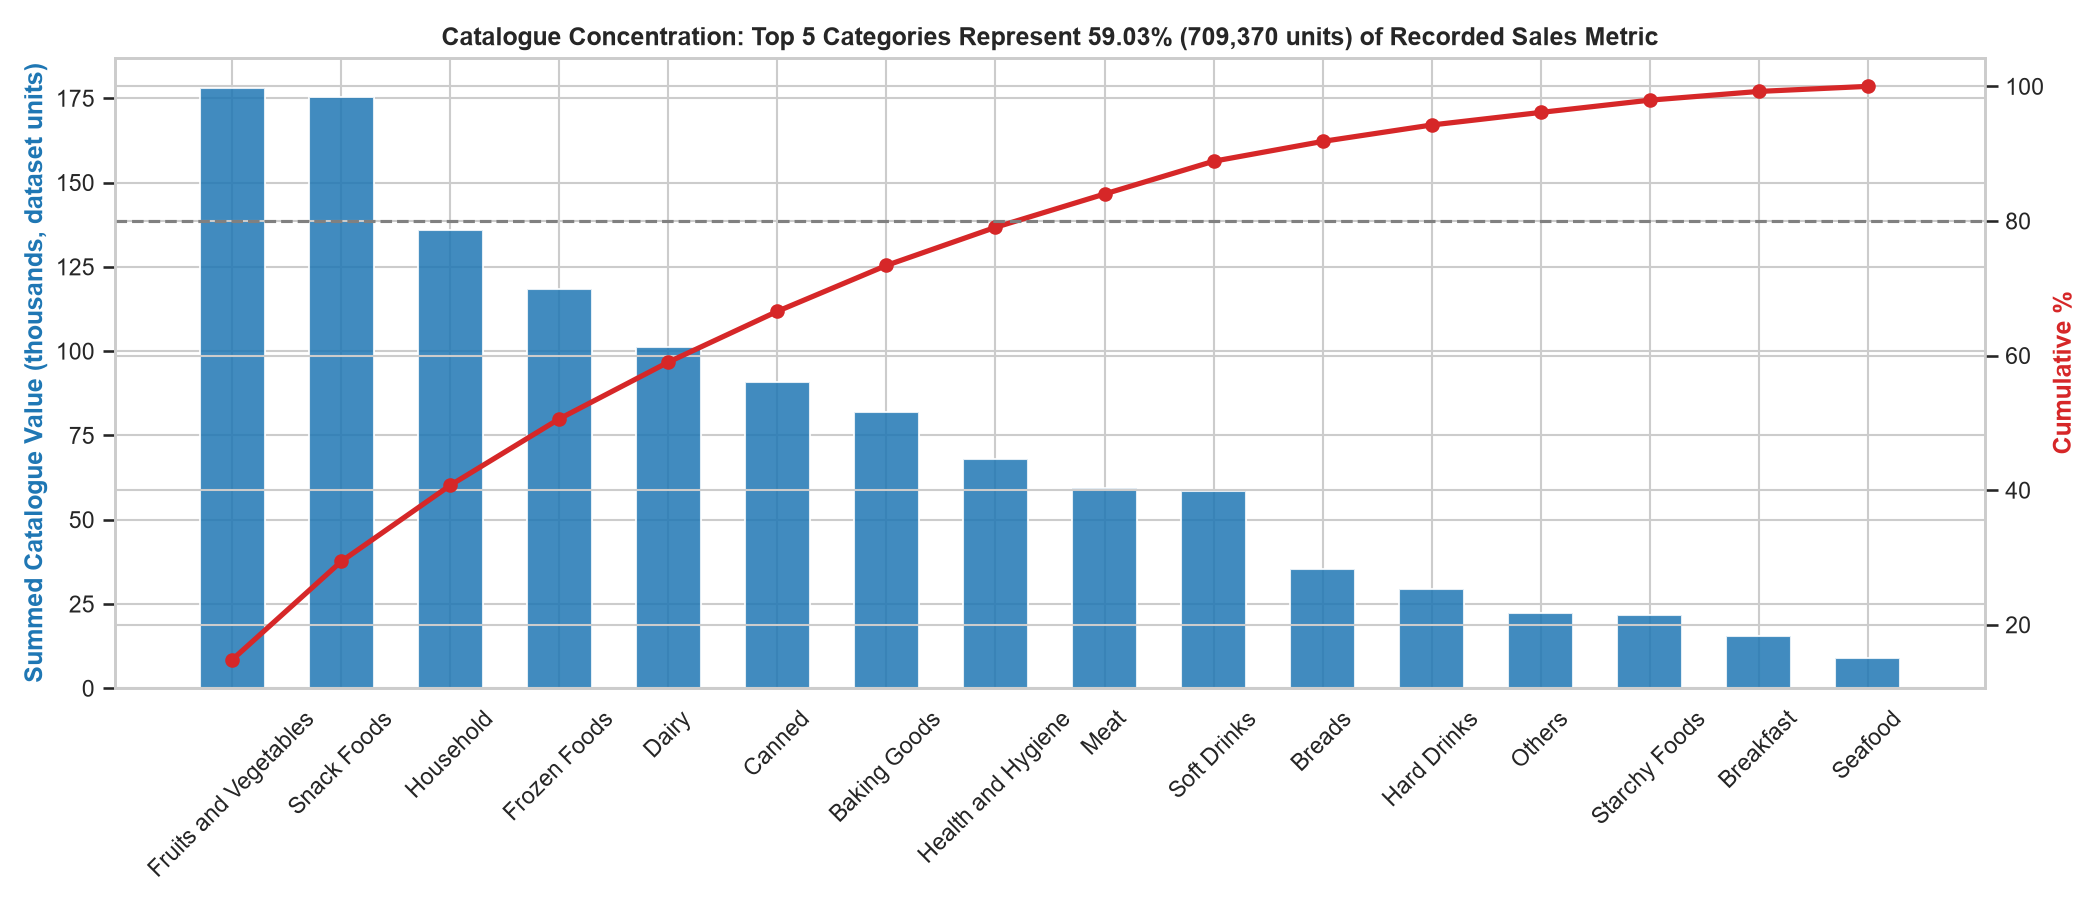 Catalogue Concentration: Top 5 Categories Represent 59.03% (709,370 units) of Recorded Sales Metric
Summed Catalogue Value (thousands, dataset units)
175
150
125
100
75
50
25
0
100
80
60
40
20
Cumulative %
Fruits and Vegetables
Snack Foods
Household
Frozen Foods
Dairy
Canned
Baking Goods
Health and Hygiene
Meat
Soft Drinks
Breads
Hard Drinks
Others
Starchy Foods
Breakfast
Seafood